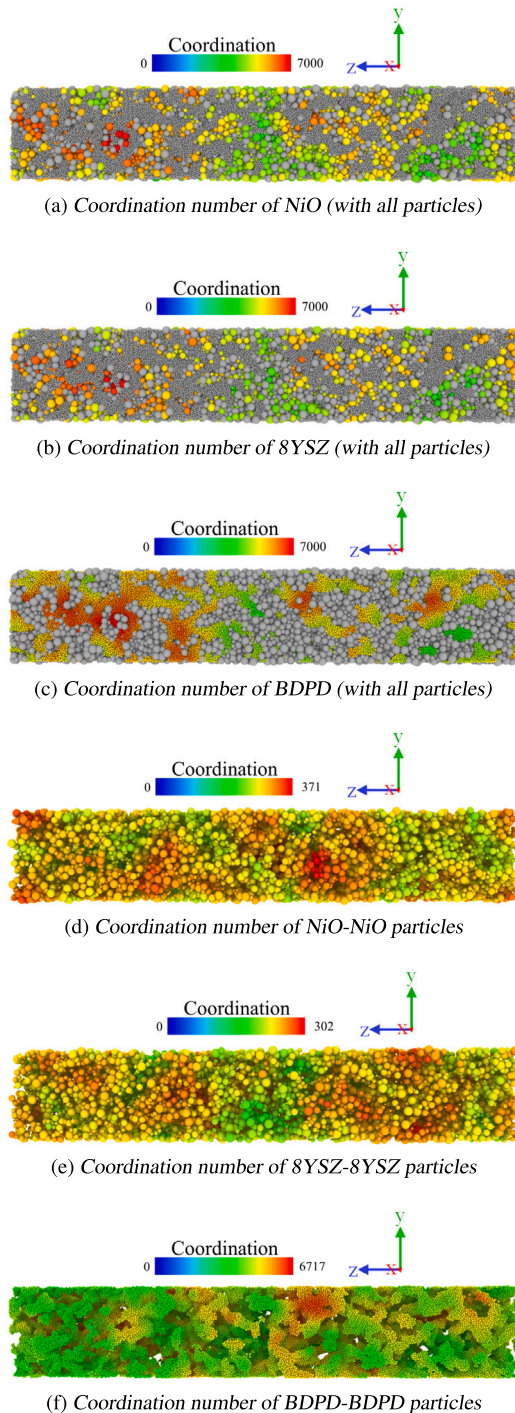 Coordination
0 7000
y
z x
(a) Coordination number of NiO (with all particles)
Coordination
0 7000
y
z x
(b) Coordination number of 8YSZ (with all particles)
Coordination
0 7000
y
z x
(c) Coordination number of BDPD (with all particles)
Coordination
0 371
y
z x
(d) Coordination number of NiO-NiO particles
Coordination
0 302
y
z x
(e) Coordination number of 8YSZ-8YSZ particles
Coordination
0 6717
y
z x
(f) Coordination number of BDPD-BDPD particles